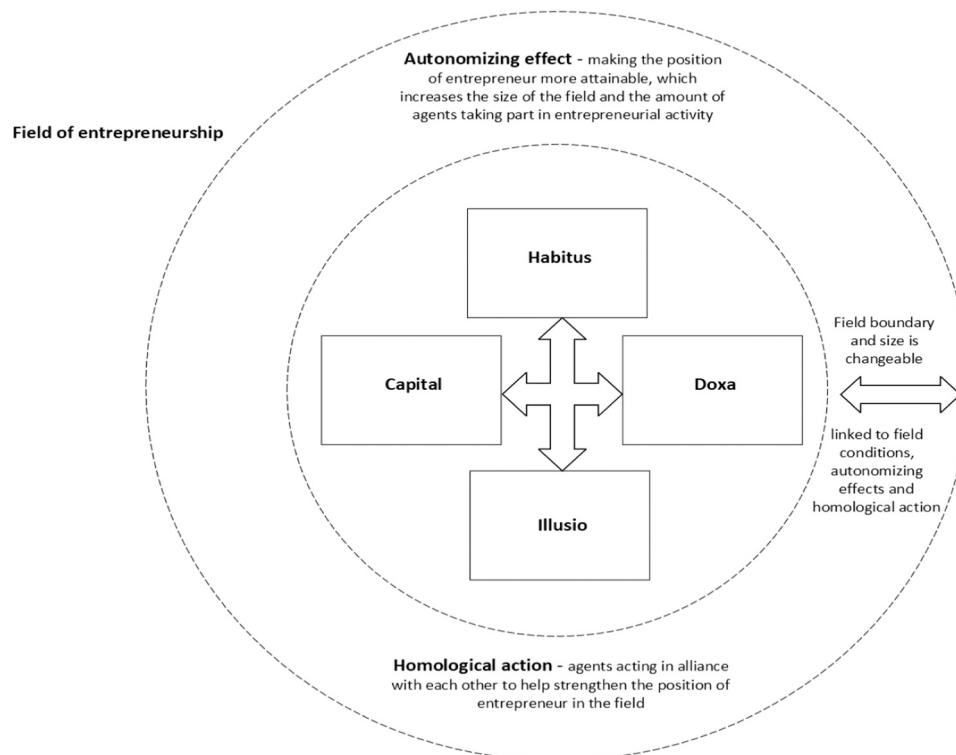 Autonomizing effect - making the position
of entrepreneur more attainable, which
increases the size of the field and the amount of
agents taking part in entrepreneurial activity
Field of entrepreneurship
Habitus
Capital
Doxa
Illusio
Field boundary
and size is
changeable
linked to field
conditions,
autonomizing
effects and
homological action
Homological action - agents acting in alliance
with each other to help strengthen the position of
entrepreneur in the field